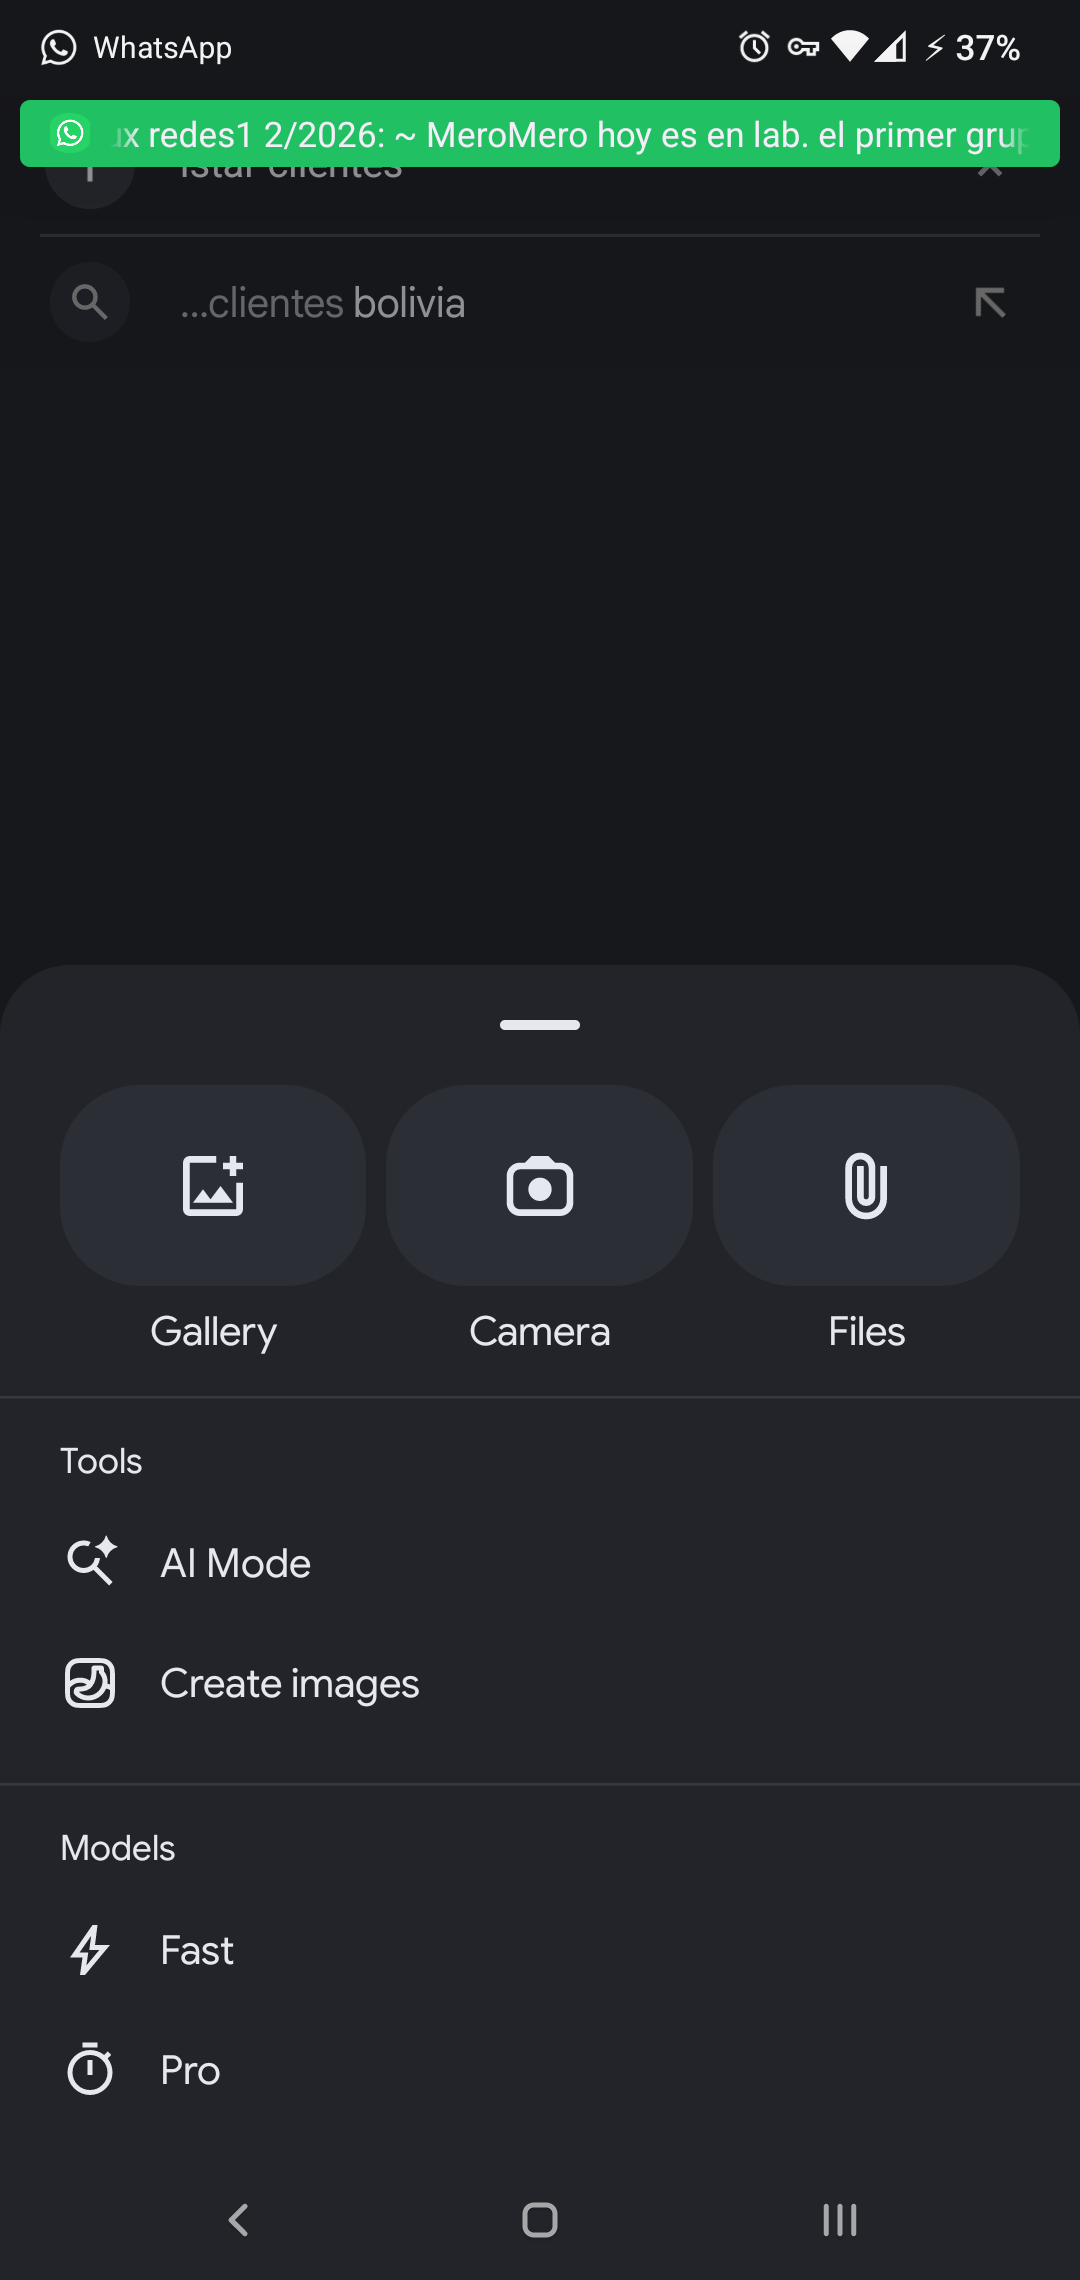 WhatsApp
37%
redes1 2/2026: ~ MeroMero hoy es en lab. el primer
clientes
...clientes bolivia
Gallery
Camera
Files
Tools
AI Mode
Create images
Models
Fast
Pro